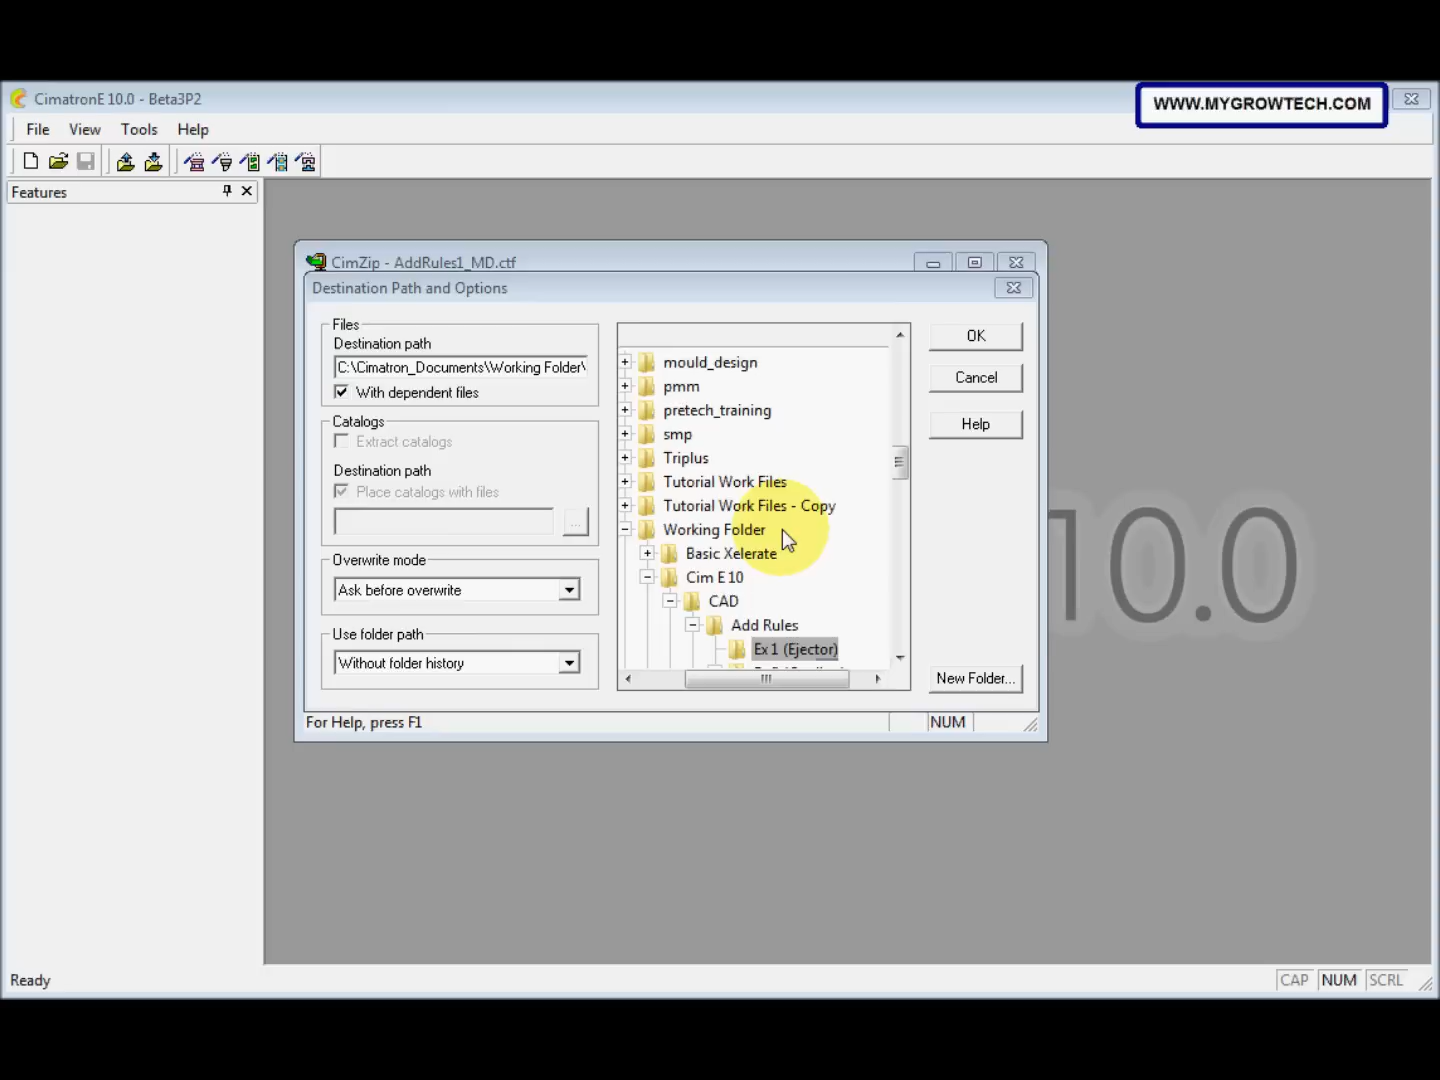 CimatronE 10.0 - Beta3P2
WWW.MYGROWTECH.COM
File View Tools Help
Features
CimZip - AddRules1_MD.ctf
Destination Path and Options
Files
Destination path
C:\Cimatron_Documents\Working Folder\
With dependent files
Catalogs
Extract catalogs
Destination path
Place catalogs with files
...
Overwrite mode
Ask before overwrite
Use folder path
Without folder history
mould_design
pmm
pretech_training
smp
Triplus
Tutorial Work Files
Tutorial Work Files - Copy
Working Folder
Basic Xelerate
Cim E 10
CAD
Add Rules
Ex 1 (Ejector)
OK
Cancel
Help
New Folder...
For Help, press F1
NUM
10.0
Ready
CAP NUM SCRL